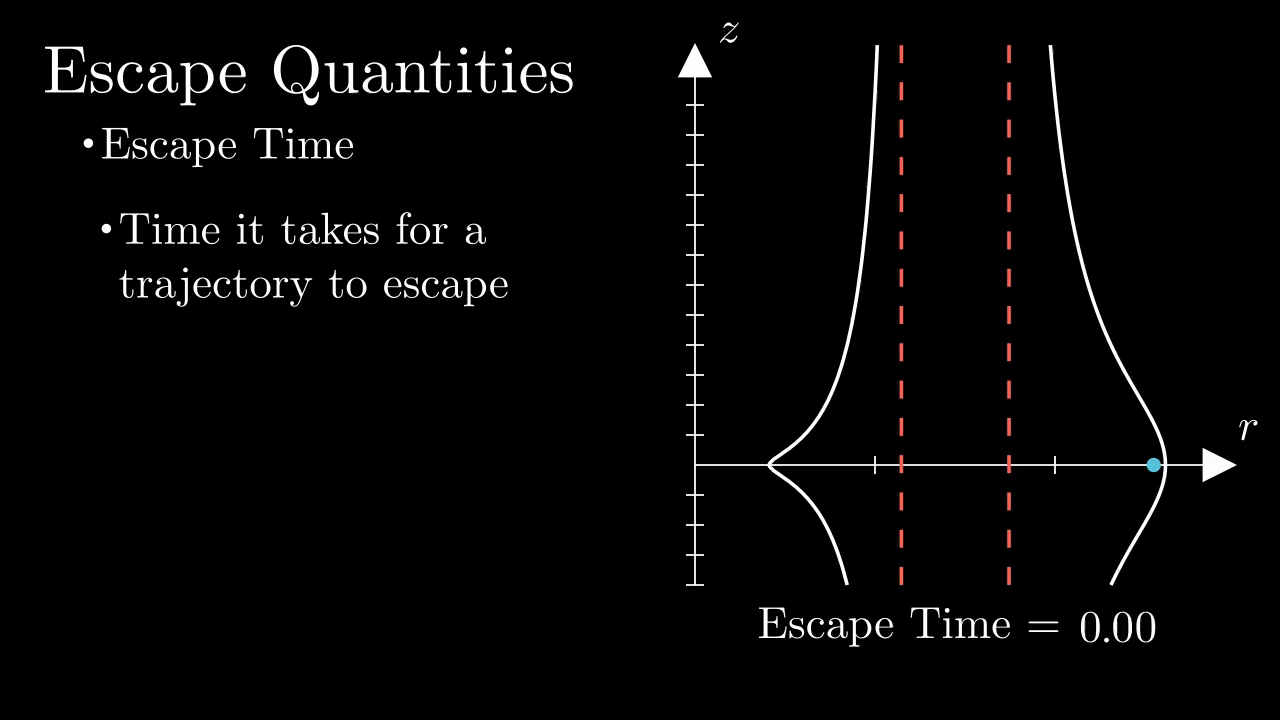 Escape Quantities
•Escape Time
•Time it takes for a
trajectory to escape
z
r
Escape Time = 0.00